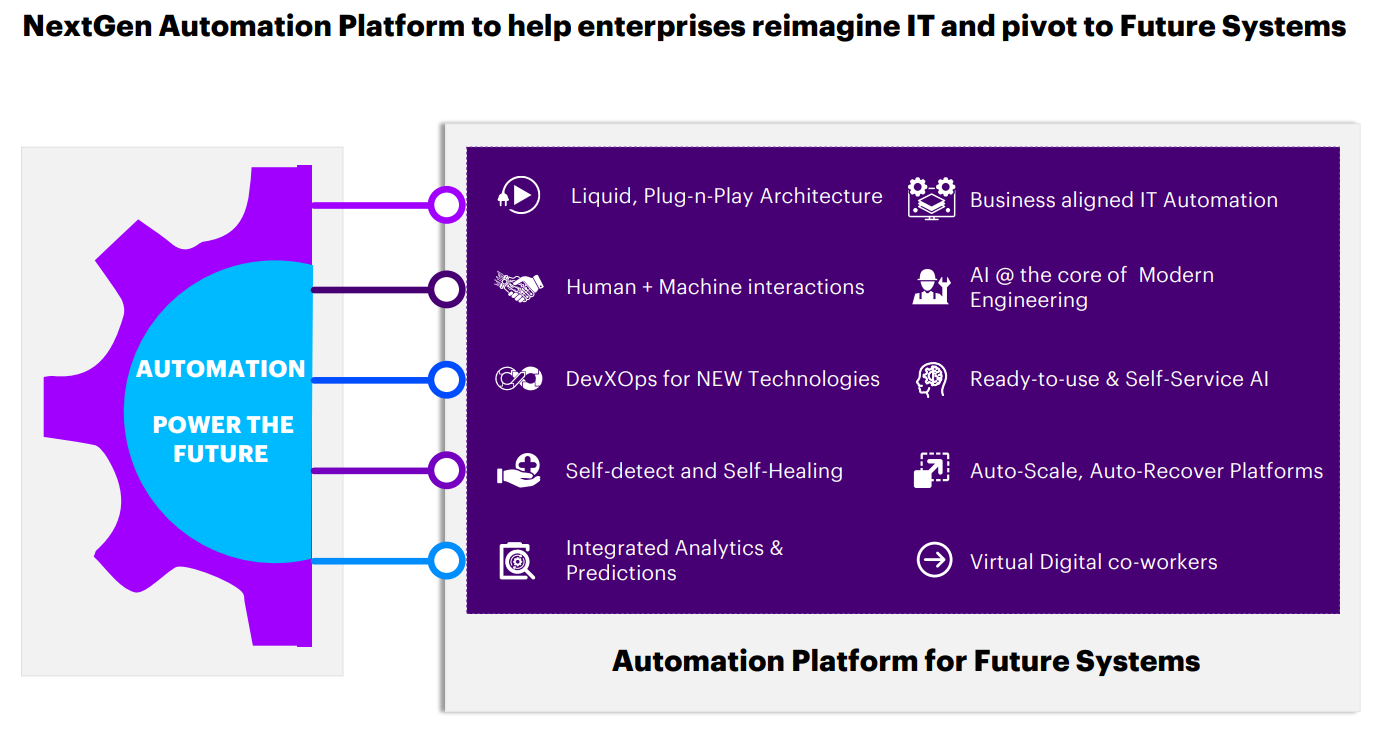 NextGen Automation Platform to help enterprises reimagine IT and pivot to Future Systems
AUTOMATION
POWER THE
FUTURE
Liquid, Plug-n-Play Architecture
Business aligned IT Automation
Human + Machine interactions
AI @ the core of  Modern
Engineering
DevXOps for NEW Technologies
Ready-to-use & Self-Service AI
Self-detect and Self-Healing
Auto-Scale, Auto-Recover Platforms
Integrated Analytics &
Predictions
Virtual Digital co-workers
Automation Platform for Future Systems